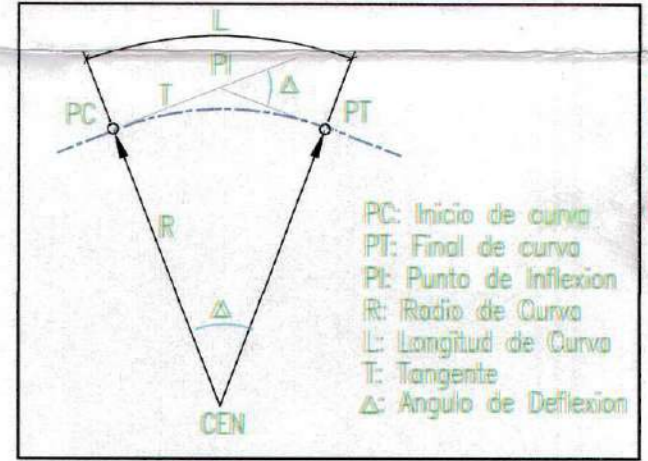 L
PI
T
Δ
PC
PT
R
Δ
CEN
PC: Inicio de curva
PT: Final de curva
PI: Punto de Inflexion
R: Radio de Curva
L: Longitud de Curva
T: Tangente
Δ: Angulo de Deflexion